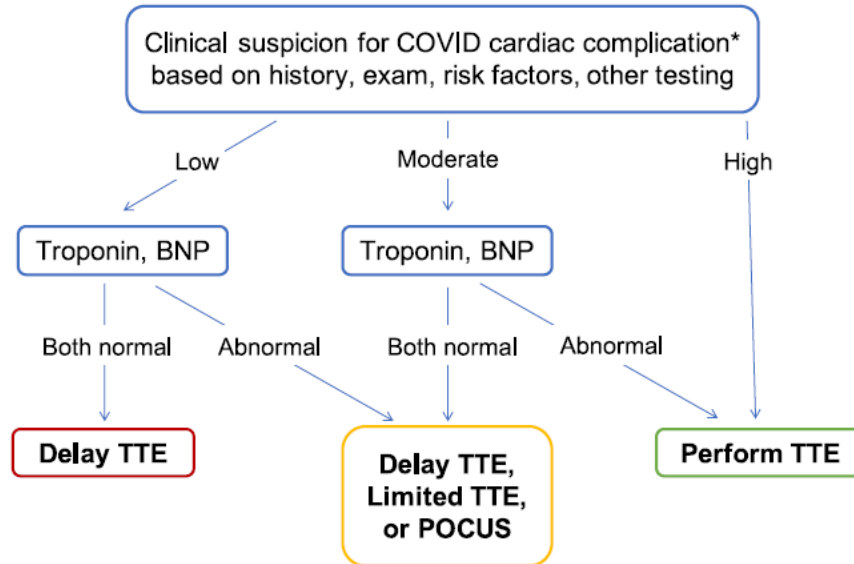 Clinical suspicion for COVID cardiac complication*
based on history, exam, risk factors, other testing
Low
Moderate
High
Troponin, BNP
Troponin, BNP
Both normal
Abnormal
Both normal
Abnormal
Delay TTE
Delay TTE,
Limited TTE,
or POCUS
Perform TTE